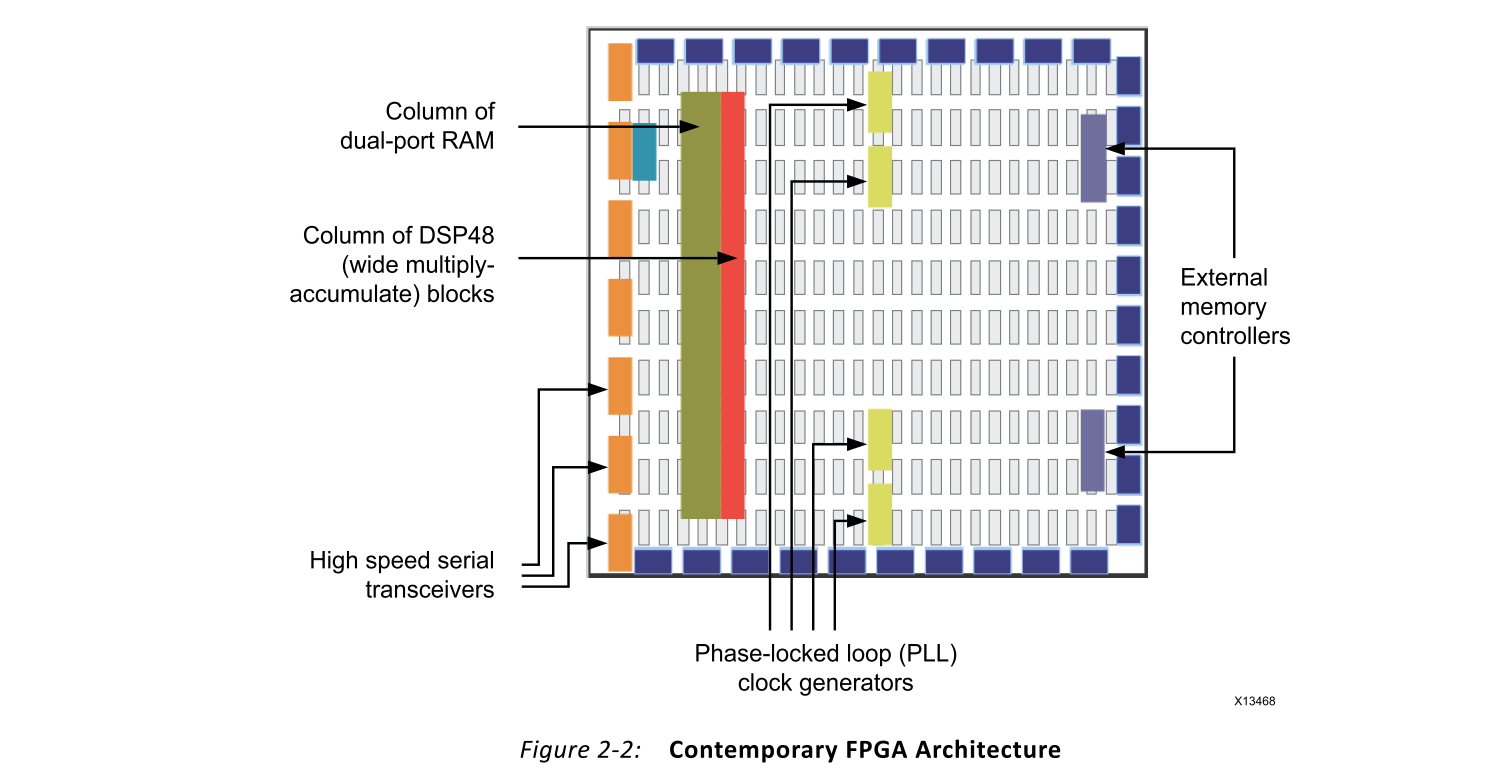 Column of
dual-port RAM
Column of DSP48
(wide multiply-
accumulate) blocks
External
memory
controllers
High speed serial
transceivers
Phase-locked loop (PLL)
clock generators
X13468
Figure 2-2: Contemporary FPGA Architecture